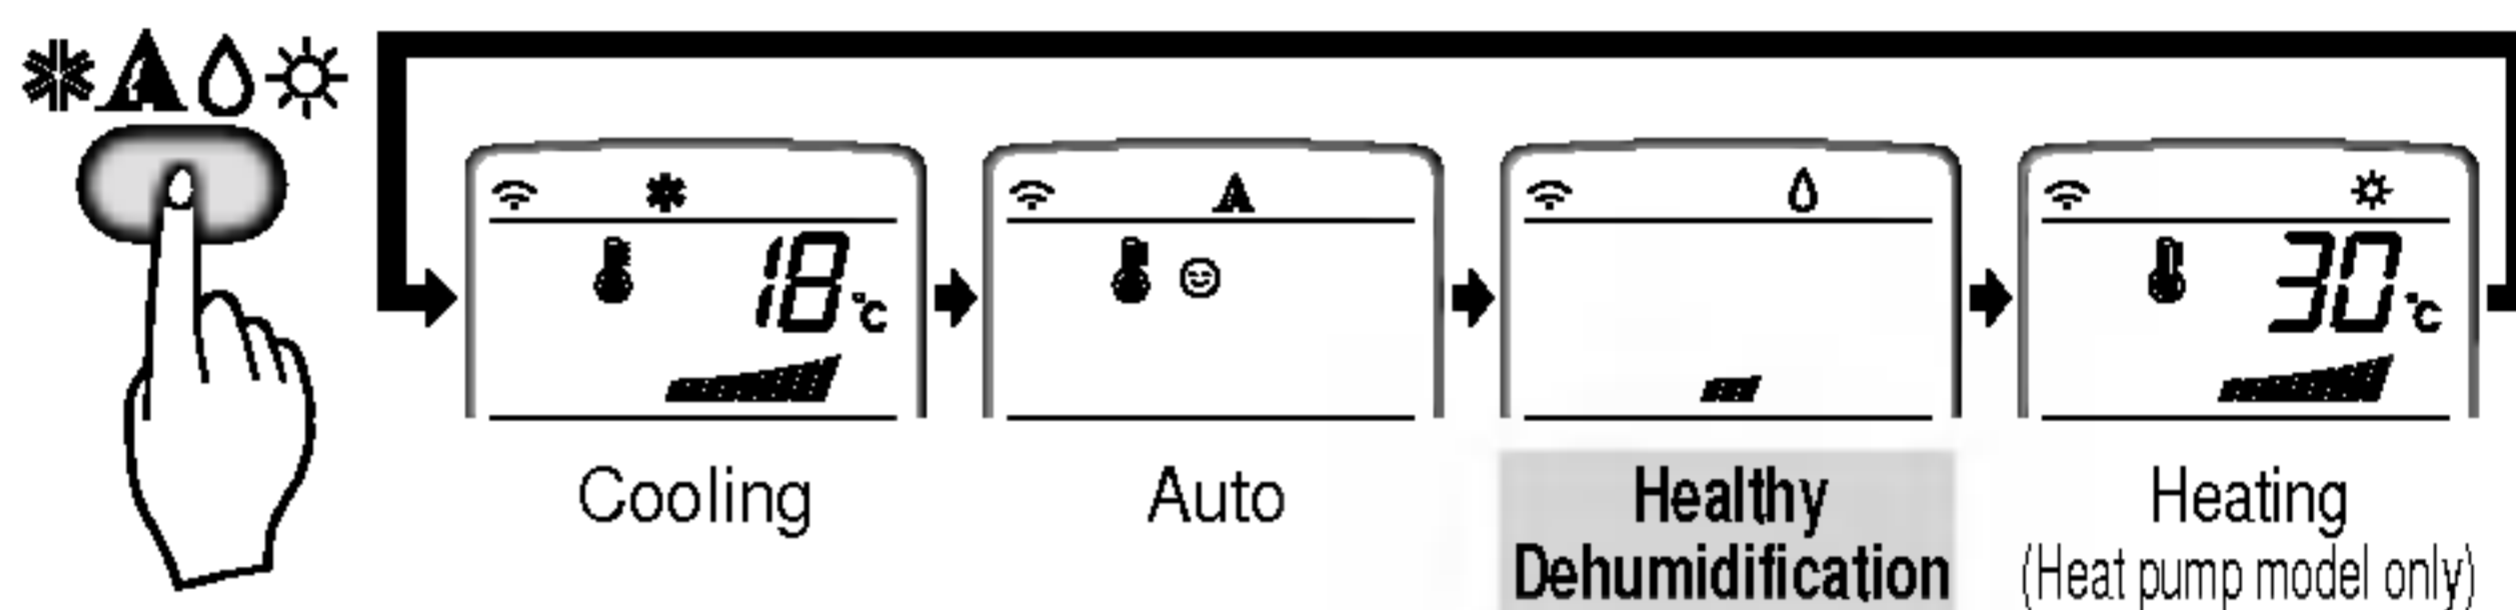 18°C
30°C
Cooling
Auto
Healthy
Dehumidification
Heating
(Heat pump model only)